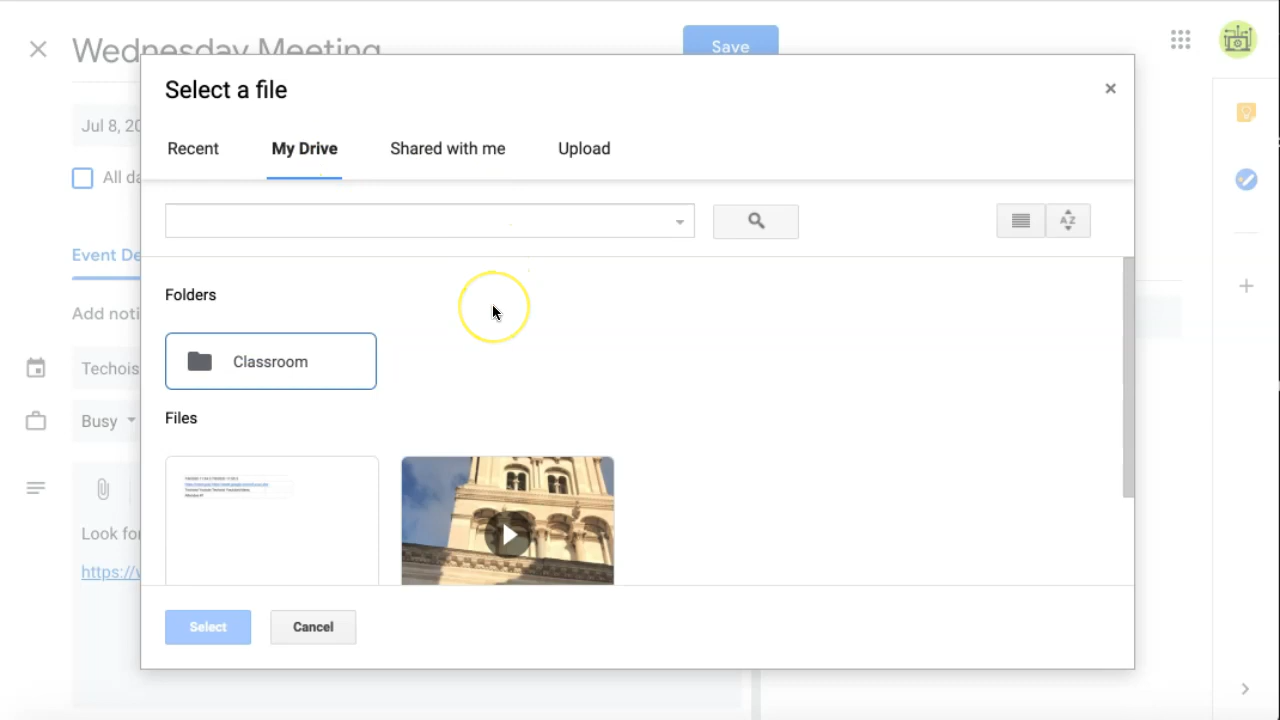 Wednesday Meeting
Save
Select a file
Jul 8, 20
Recent
My Drive
Shared with me
Upload
All da
Event De
Folders
Add noti
Classroom
Techois
Files
Busy
Look for
https://v
Select
Cancel